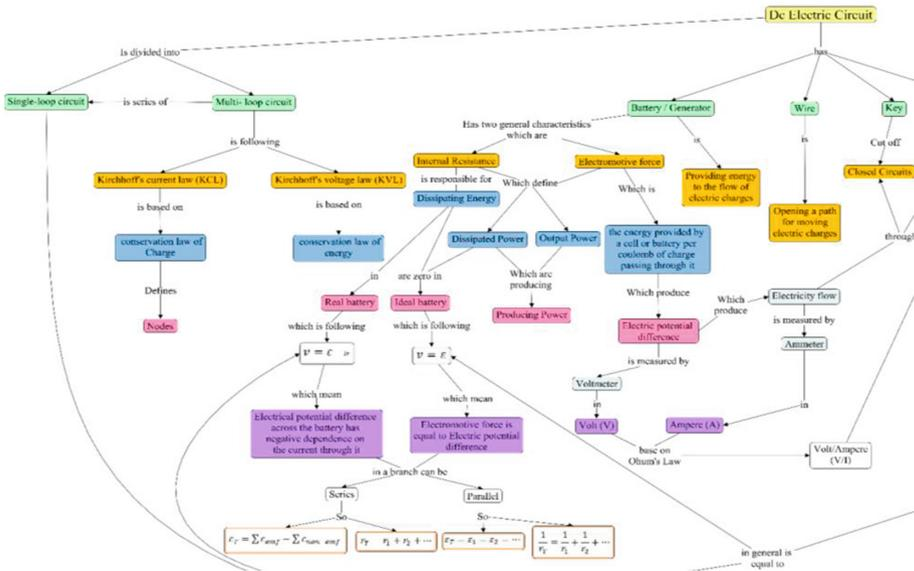 Dc Electric Circuit
Is divided into
has
Single-loop circuit
is series of
Multi- loop circuit
Battery / Generator
Wire
Key
is following
Has two general characteristics
which are
is
is
Cut off
Internal Resistance
Electromotive force
Kirchhoff's current law (KCL)
Kirchhoff's voltage law (KVL)
is responsible for
Which define
Which is
Providing energy
to the flow of
electric charges
Closed Circuits
Dissipating Energy
Opening a path
for moving
electric charges
is based on
is based on
conservation law of
Charge
conservation law of
energy
Dissipated Power
Output Power
the energy provided by
a cell or battery per
coulomb of charge
passing through it
through
in
are zero in
Which are
producing
Defines
Which produce
Which
produce
Electricity flow
Nodes
Real battery
Ideal battery
Producing Power
is measured by
which is following
which is following
Electric potential
difference
Ammeter
v = ε
is measured by
Voltmeter
which mean
which mean
in
in
Electrical potential difference
across the battery has
negative dependence on
the current through it
Electromotive force is
equal to Electric potential
difference
Volt (V)
Ampere (A)
base on
Ohum's Law
Volt/Ampere
(V/I)
in a branch can be
Series
Parallel
So
So
r₁ + r₂ + ⋯
1/r_T = 1/r₁ + 1/r₂ + ⋯
in general is
equal to